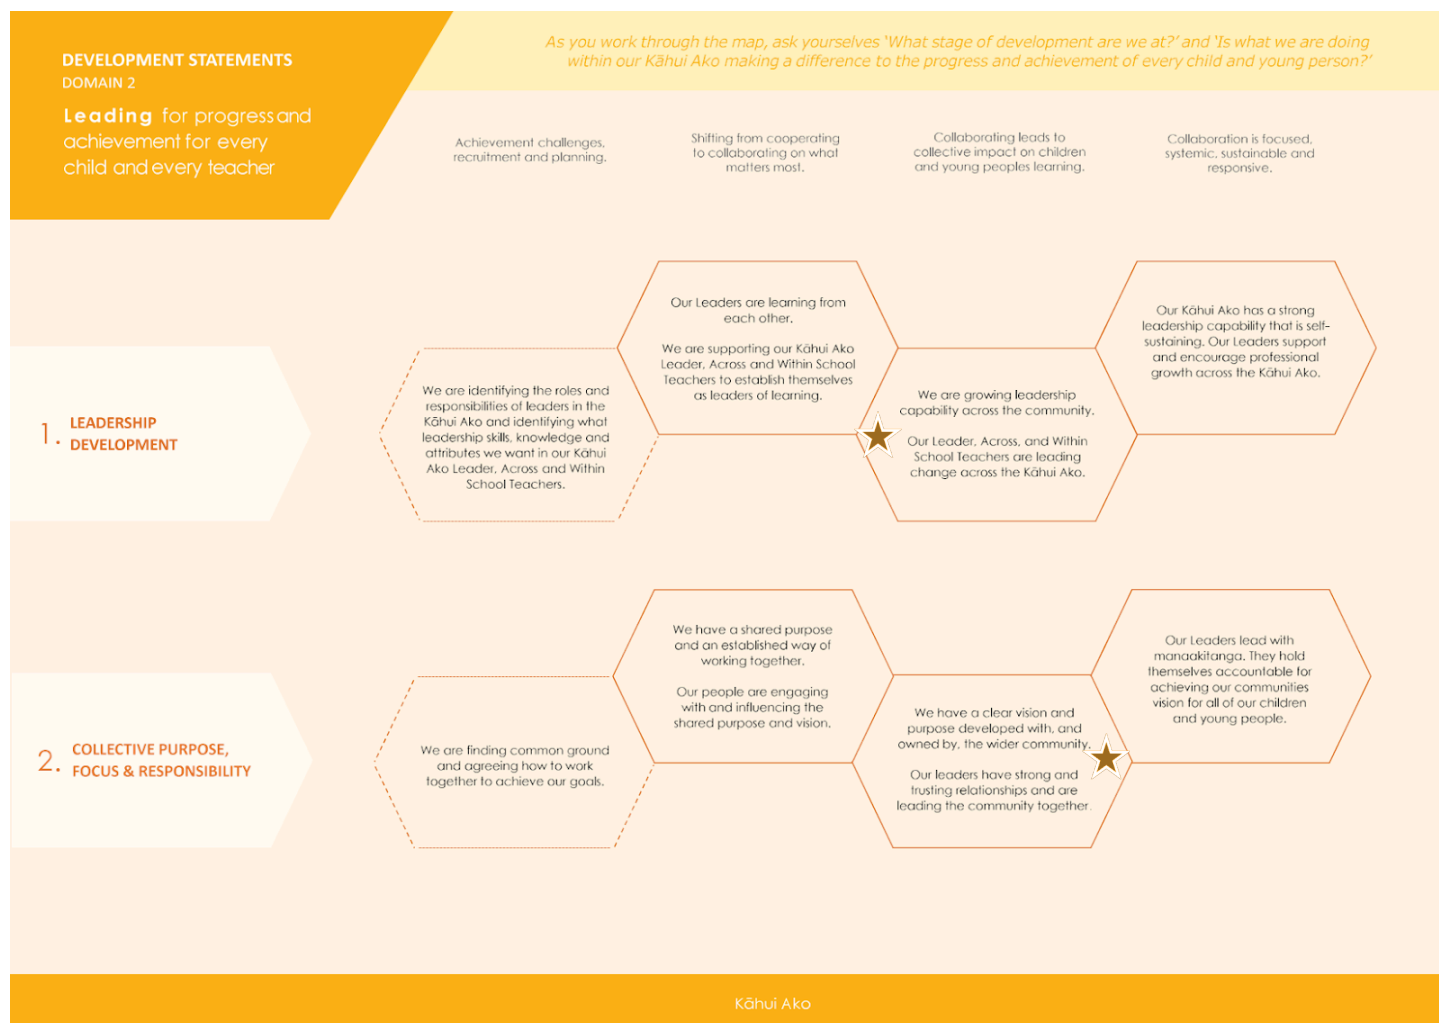 DEVELOPMENT STATEMENTS
DOMAIN 2
Leading for progress and
achievement for every
child and every teacher
As you work through the map, ask yourselves ‘What stage of development are we at?’ and ‘Is what we are doing
within our Kāhui Ako making a difference to the progress and achievement of every child and young person?’
Achievement challenges,
recruitment and planning.
Shifting from cooperating
to collaborating on what
matters most.
Collaborating leads to
collective impact on children
and young peoples learning.
Collaboration is focused,
systemic, sustainable and
responsive.
1. LEADERSHIP
DEVELOPMENT
We are identifying the roles and
responsibilities of leaders in the
Kāhui Ako and identifying what
leadership skills, knowledge and
attributes we want in our Kāhui
Ako Leader, Across and Within
School Teachers.
Our Leaders are learning from
each other.
We are supporting our Kāhui Ako
Leader, Across and Within School
Teachers to establish themselves
as leaders of learning.
We are growing leadership
capability across the community.
Our Leader, Across, and Within
School Teachers are leading
change across the Kāhui Ako.
Our Kāhui Ako has a strong
leadership capability that is self-
sustaining. Our Leaders support
and encourage professional
growth across the Kāhui Ako.
2. COLLECTIVE PURPOSE,
FOCUS & RESPONSIBILITY
We are finding common ground
and agreeing how to work
together to achieve our goals.
We have a shared purpose
and an established way of
working together.
Our people are engaging
with and influencing the
shared purpose and vision.
We have a clear vision and
purpose developed with, and
owned by, the wider community.
Our leaders have strong and
trusting relationships and are
leading the community together.
Our Leaders lead with
manaakitanga. They hold
themselves accountable for
achieving our communities
vision for all of our children
and young people.
Kāhui Ako